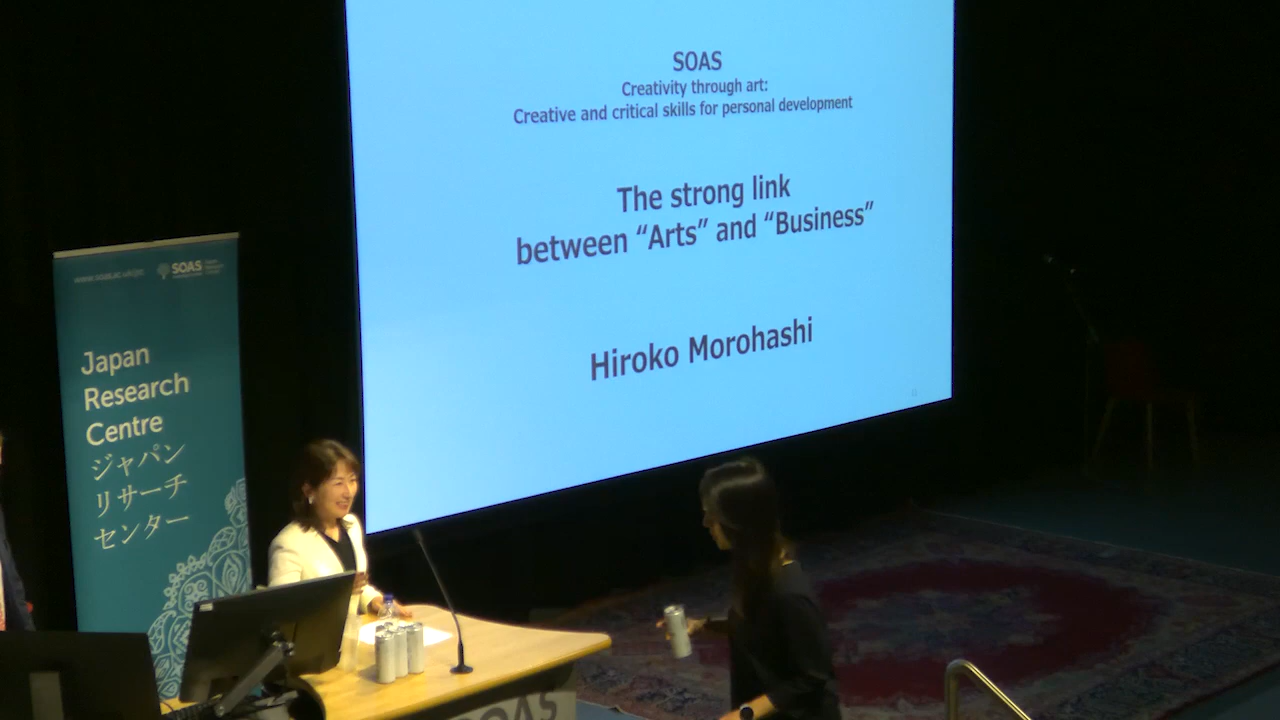 SOAS
Creativity through art:
Creative and critical skills for personal development
The strong link
between “Arts” and “Business”
Hiroko Morohashi
SOAS
Japan
Research
Centre
ジャパン
リサーチ
センター
SOAS